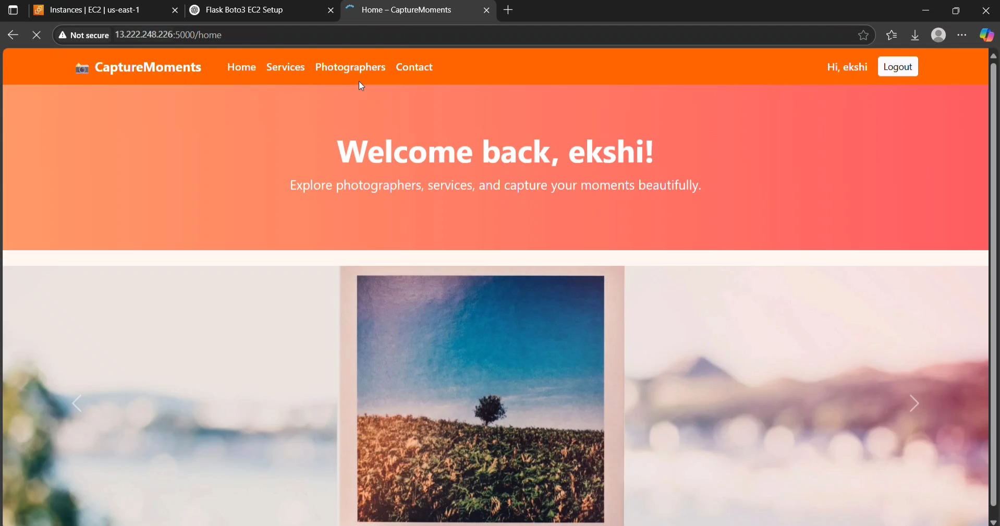 Instances | EC2 | us-east-1
Flask Boto3 EC2 Setup
Home – CaptureMoments
Not secure 13.222.248.226:5000/home
CaptureMoments Home Services Photographers Contact Hi, ekshi Logout
Welcome back, ekshi!
Explore photographers, services, and capture your moments beautifully.